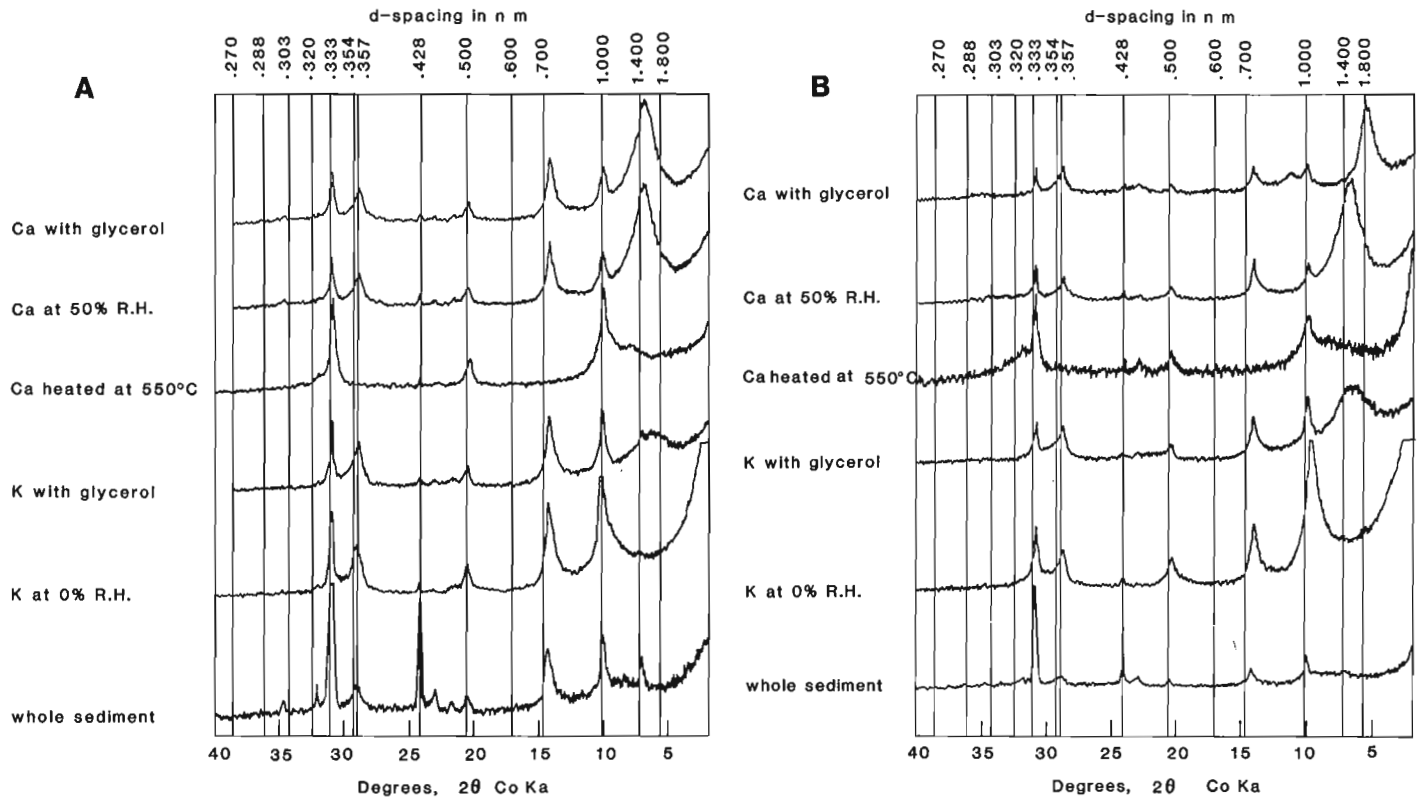 d-spacing in n m
.270 .288 .303 .320 .333 .354 .357 .428 .500 .600 .700 1.000 1.400 1.800
A
Ca with glycerol
Ca at 50% R.H.
Ca heated at 550°C
K with glycerol
K at 0% R.H.
whole sediment
40 35 30 25 20 15 10 5
Degrees, 2θ Co Ka
d-spacing in n m
.270 .288 .303 .320 .333 .354 .357 .428 .500 .600 .700 1.000 1.400 1.800
B
Ca with glycerol
Ca at 50% R.H.
Ca heated at 550°C
K with glycerol
K at 0% R.H.
whole sediment
40 35 30 25 20 15 10 5
Degrees, 2θ Co Ka